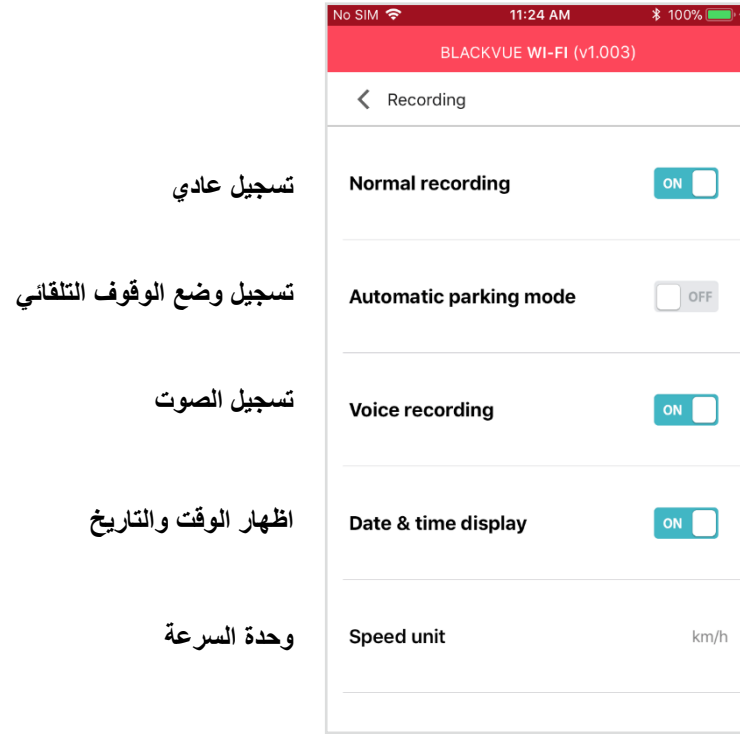 No SIM 11:24 AM 100%
BLACKVUE WI-FI (v1.003)
Recording
تسجيل عادي
Normal recording ON
تسجيل وضع الوقوف التلقائي
Automatic parking mode OFF
تسجيل الصوت
Voice recording ON
اظهار الوقت والتاريخ
Date & time display ON
وحدة السرعة
Speed unit km/h